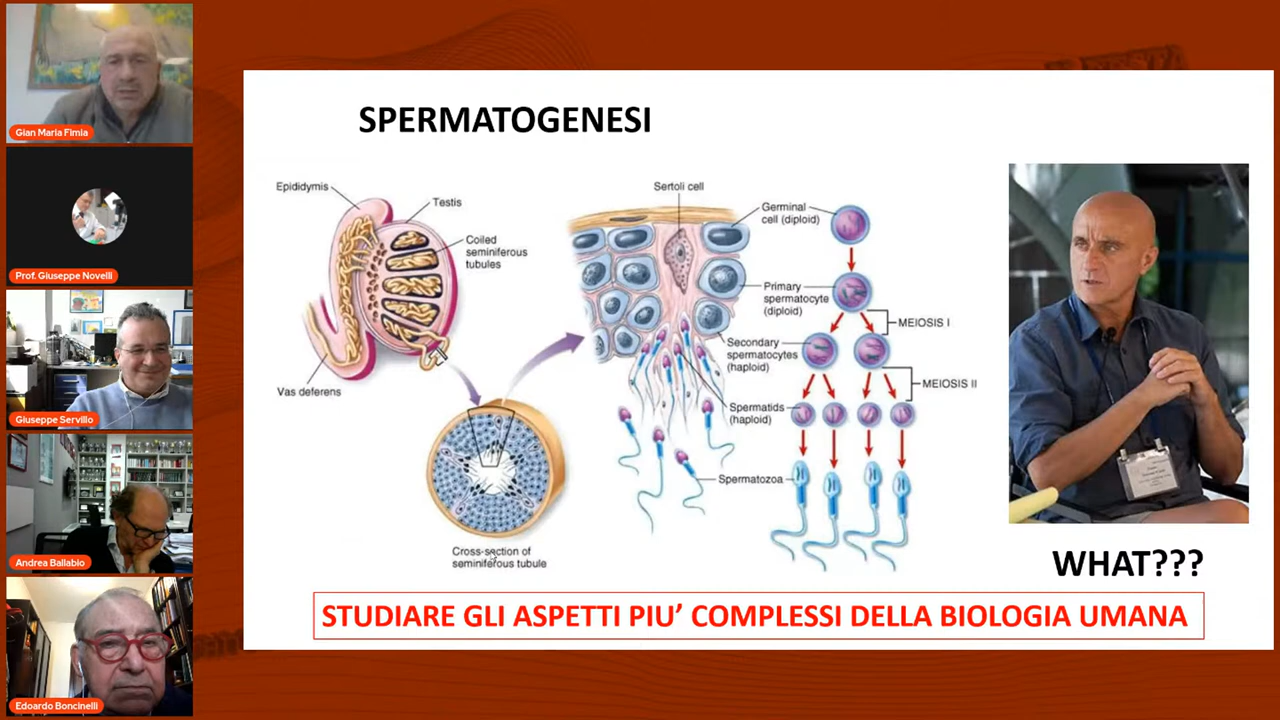 Gian Maria Fimia
Prof. Giuseppe Novelli
Giuseppe Servillo
Andrea Ballabio
Edoardo Boncinelli
SPERMATOGENESI
Epididymis
Testis
Coiled
seminiferous
tubules
Vas deferens
Cross-section of
seminiferous tubule
Sertoli cell
Germinal
cell (diploid)
Primary
spermatocyte
(diploid)
MEIOSIS I
Secondary
spermatocytes
(haploid)
MEIOSIS II
Spermatids
(haploid)
Spermatozoa
WHAT???
STUDIARE GLI ASPETTI PIU’ COMPLESSI DELLA BIOLOGIA UMANA